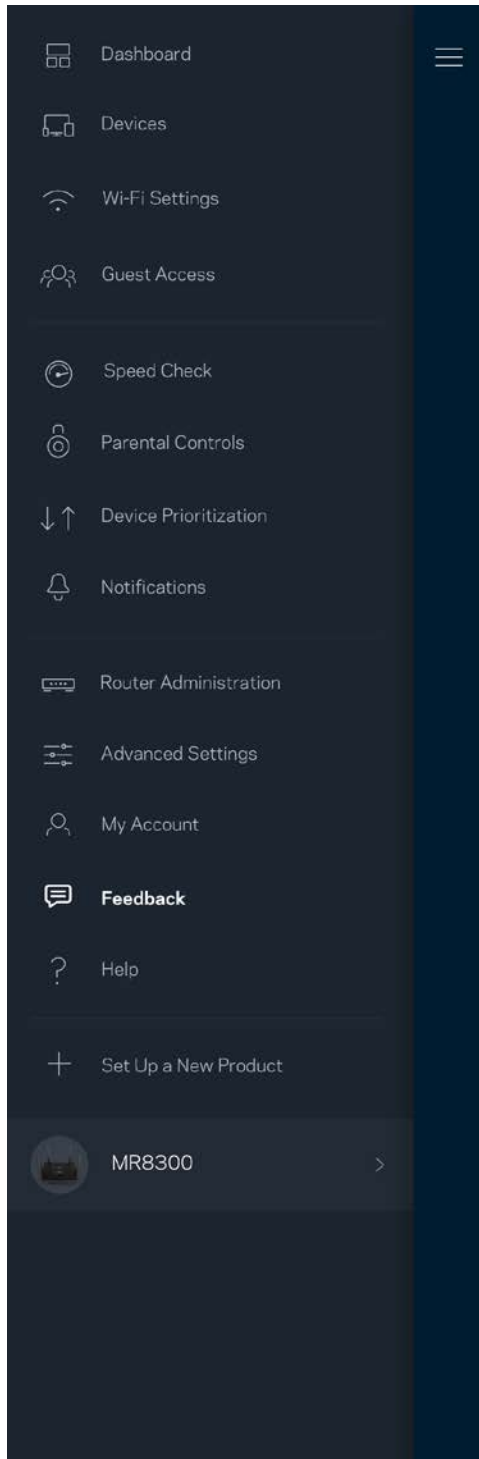 Dashboard
Devices
Wi-Fi Settings
Guest Access
Speed Check
Parental Controls
Device Prioritization
Notifications
Router Administration
Advanced Settings
My Account
Feedback
Help
Set Up a New Product
MR8300